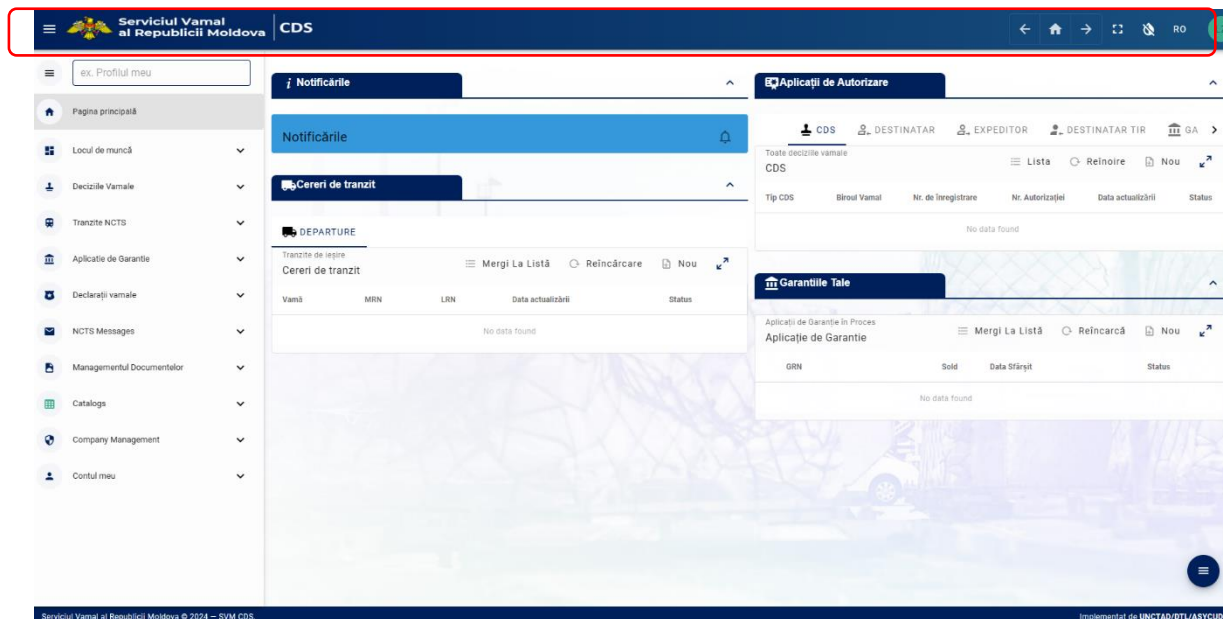 Serviciul Vamal
al Republicii Moldova
CDS
RO
ex. Profilul meu
Pagina principală
Locul de muncă
Deciziile Vamale
Tranzite NCTS
Aplicatie de Garantie
Declarații vamale
NCTS Messages
Managementul Documentelor
Catalogs
Company Management
Contul meu
i Notificările
Notificările
Cereri de tranzit
DEPARTURE
Tranzite de ieșire
Cereri de tranzit
Mergi La Listă Reîncărcare Nou
Vamă MRN LRN Data actualizării Status
No data found
Aplicații de Autorizare
CDS DESTINATAR EXPEDITOR DESTINATAR TIR GA
Toate deciziile vamale
CDS
Lista Reînoire Nou
Tip CDS Biroul Vamal Nr. de înregistrare Nr. Autorizației Data actualizării Status
No data found
Garantiile Tale
Aplicații de Garanție în Proces
Aplicație de Garantie
Mergi La Listă Reîncarcă Nou
GRN Sold Data Sfârșit Status
No data found
Serviciul Vamal al Republicii Moldova © 2024 — SVM CDS.
Implementat de UNCTAD/DTL/ASYCUD